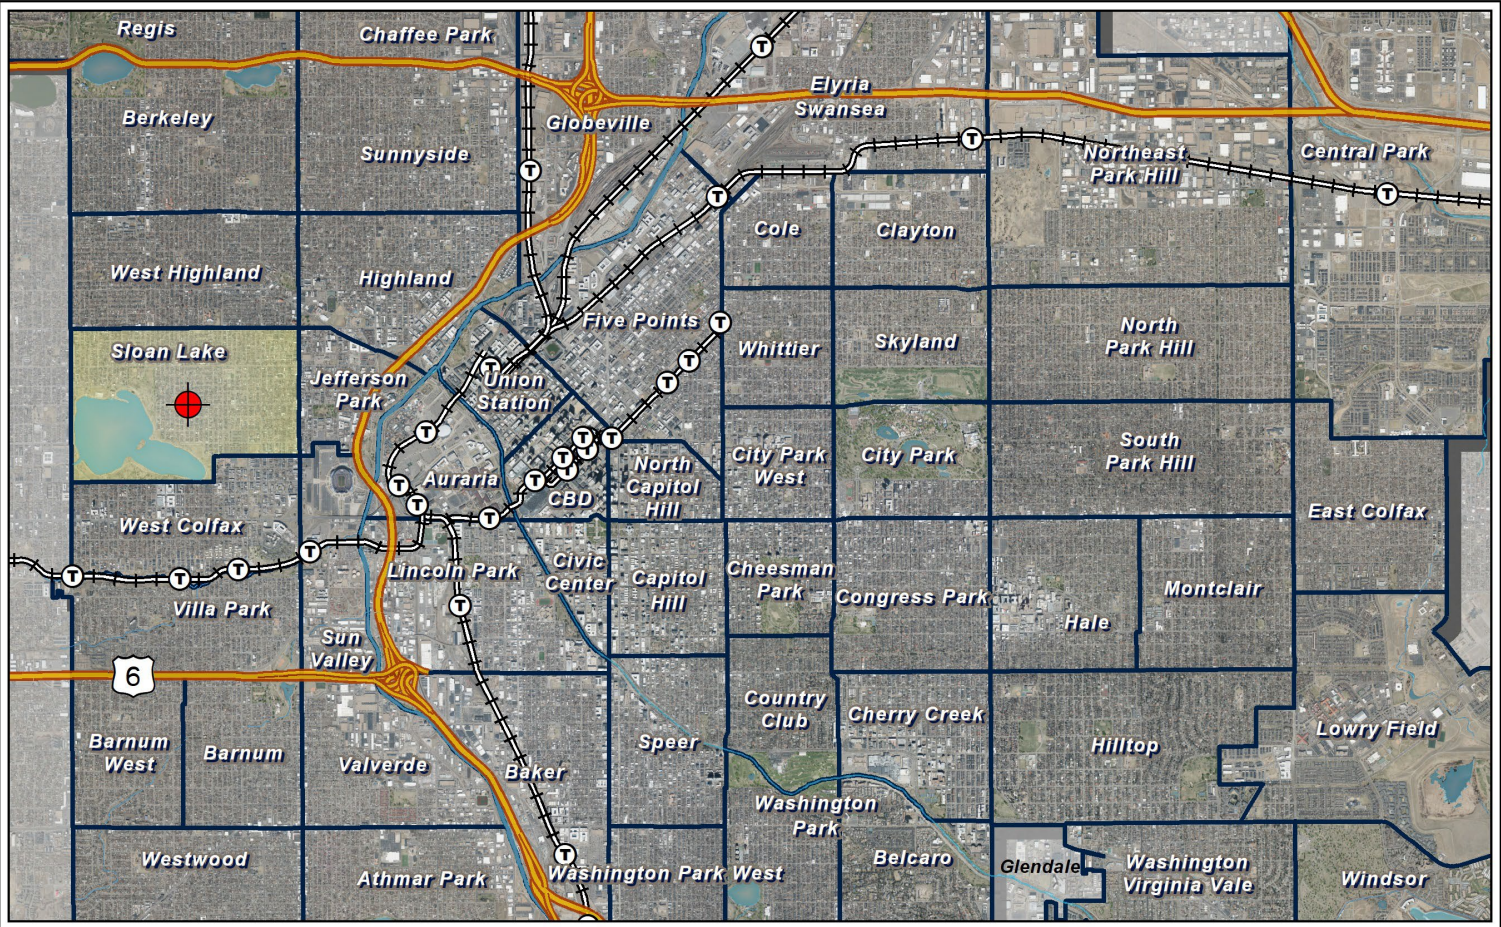 Regis
Chaffee Park
Elyria
Swansea
Berkeley
Globeville
Sunnyside
Northeast
Park Hill
Central Park
T
T
T
T
T
West Highland
Highland
Cole
Clayton
Five Points
T
Sloan Lake
Whittier
Skyland
North
Park Hill
Jefferson
Park
T
Union
Station
T
T
T
T
T
T
T
T
T
T
Auraria
CBD
North
Capitol
Hill
City Park
West
City Park
South
Park Hill
T
T
T
West Colfax
East Colfax
T
T
T
T
Lincoln Park
Civic
Center
Capitol
Hill
Cheesman
Park
Congress Park
Hale
Montclair
T
Villa Park
Sun
Valley
6
Barnum
West
Barnum
Valverde
Baker
Speer
Country
Club
Cherry Creek
Hilltop
Lowry Field
Washington
Park
Westwood
Athmar Park
T
Washington Park West
Belcaro
Glendale
Washington
Virginia Vale
Windsor